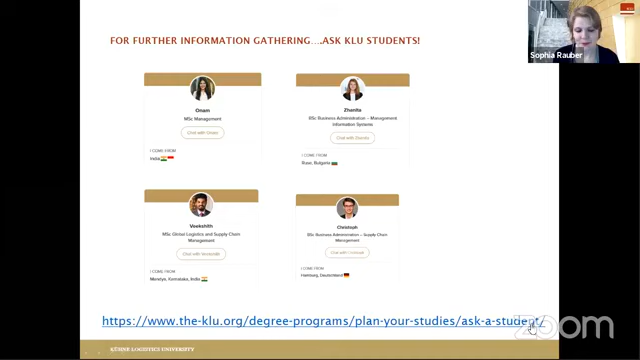 Sophia Rauber
FOR FURTHER INFORMATION GATHERING….ASK KLU STUDENTS!
Onam
MSc Management
Chat with Onam
I COME FROM
India
Zhanita
BSc Business Administration – Management
Information Systems
Chat with Zhanita
I COME FROM
Ruse, Bulgaria
Veekshith
MSc Global Logistics and Supply Chain
Management
Chat with Veekshith
I COME FROM
Mandya, Karnataka, India
Christoph
BSc Business Administration – Supply Chain
Management
Chat with Christoph
I COME FROM
Hamburg, Deutschland
https://www.the-klu.org/degree-programs/plan-your-studies/ask-a-student/
zoom
KÜHNE LOGISTICS UNIVERSITY